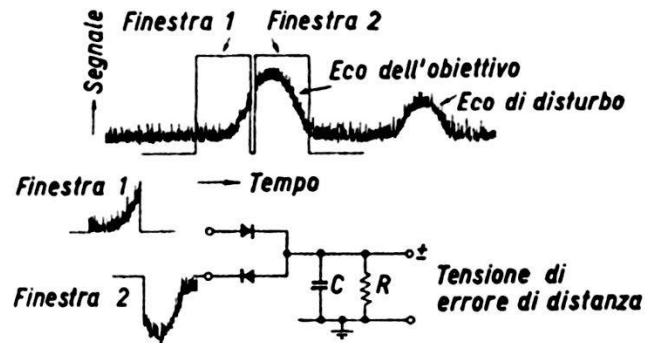 Finestra 1
Finestra 2
Segnale
Eco dell'obiettivo
Eco di disturbo
Finestra 1
Tempo
Finestra 2
C
R
±
Tensione di
errore di distanza